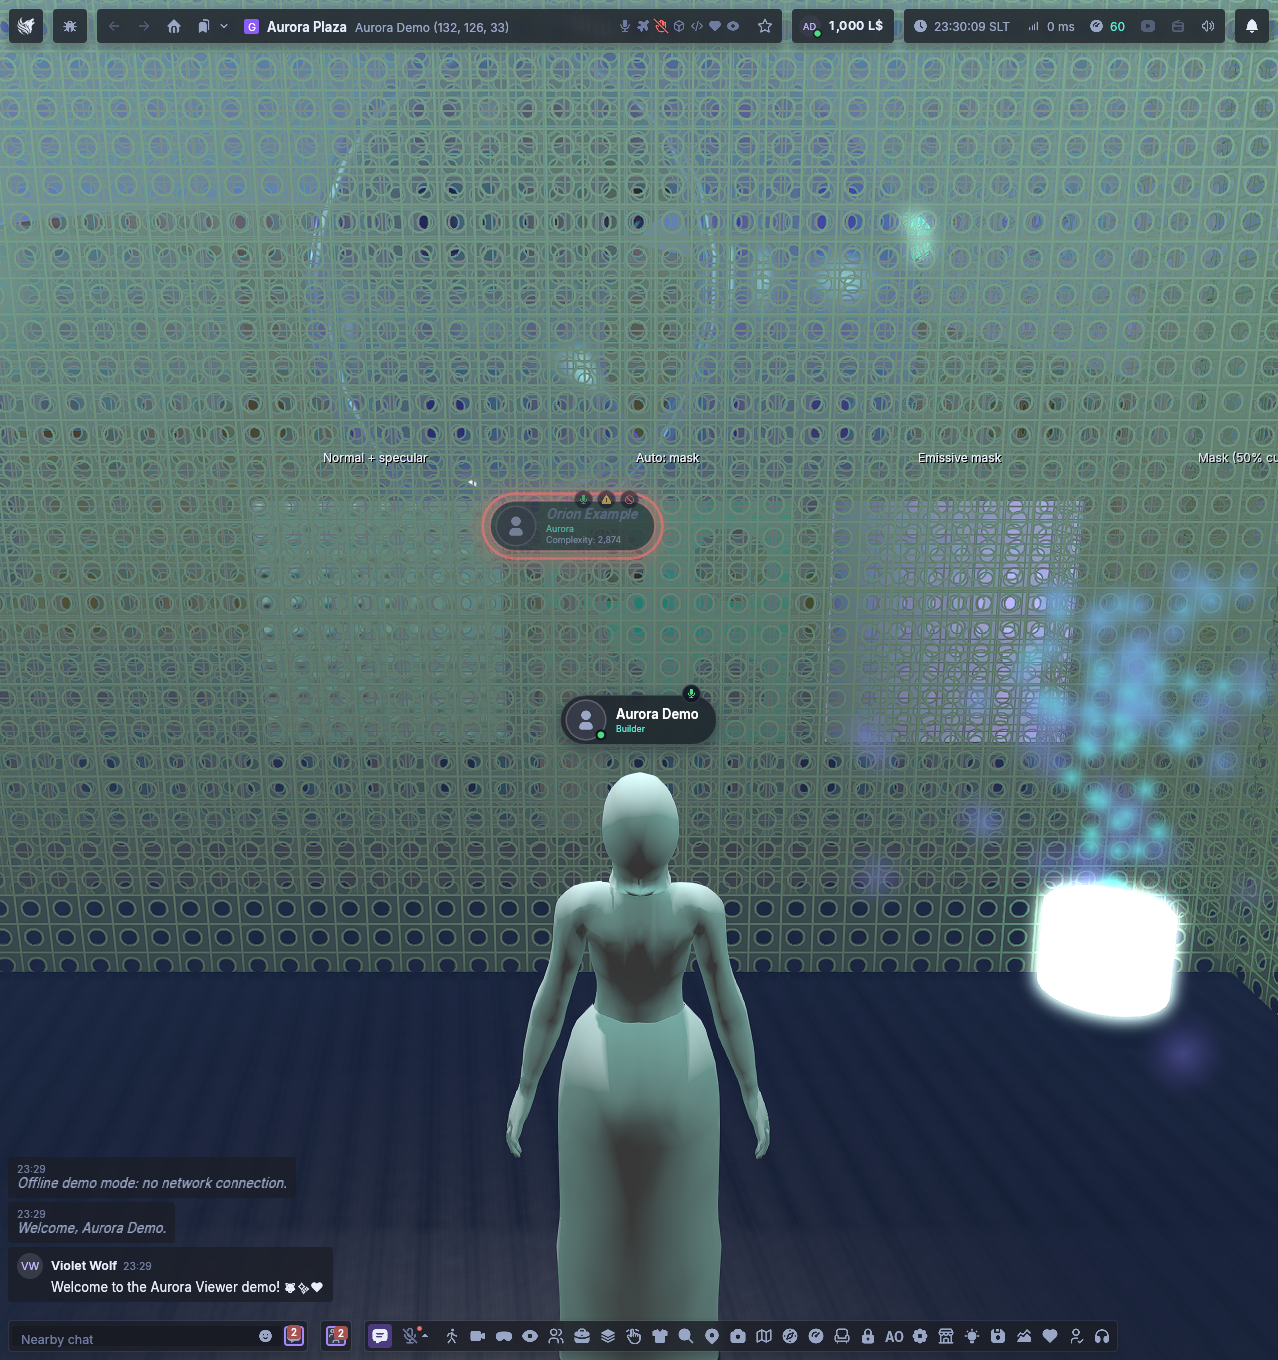 G Aurora Plaza Aurora Demo (132, 126, 33)
AD 1,000 L$
23:30:09 SLT 0 ms 60
Normal + specular
Auto: mask
Emissive mask
Mask (50% cu
Orion Example
Aurora
Complexity: 2,874
Aurora Demo
Builder
23:29
Offline demo mode: no network connection.
23:29
Welcome, Aurora Demo.
VW Violet Wolf 23:29
Welcome to the Aurora Viewer demo!
Nearby chat
2
2
AO